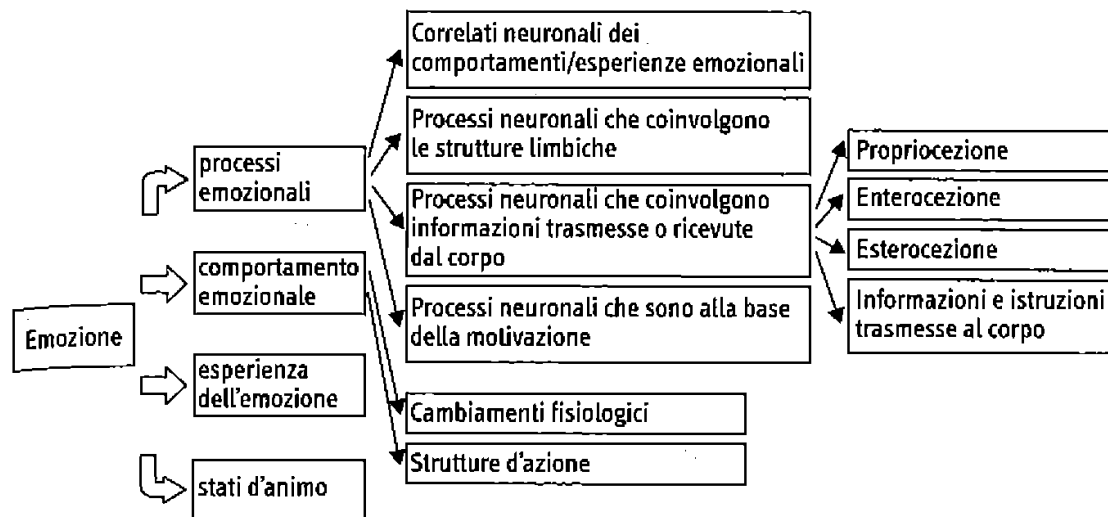 Emozione
processi
emozionali
comportamento
emozionale
esperienza
dell'emozione
stati d'animo
Correlati neuronali dei
comportamenti/esperienze emozionali
Processi neuronali che coinvolgono
le strutture limbiche
Processi neuronali che coinvolgono
informazioni trasmesse o ricevute
dal corpo
Processi neuronali che sono alla base
della motivazione
Cambiamenti fisiologici
Strutture d'azione
Propriocezione
Enterocezione
Esterocezione
Informazioni e istruzioni
trasmesse al corpo